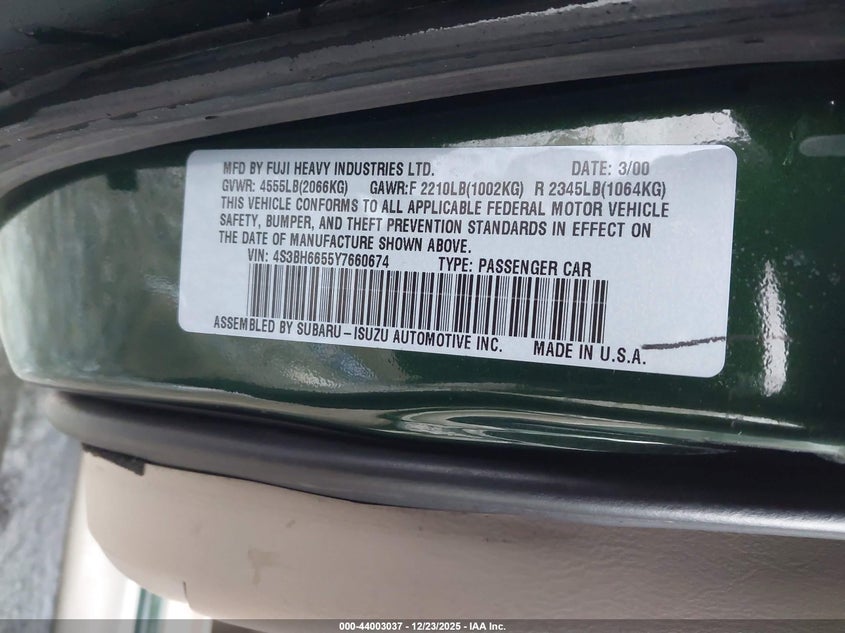 MFD BY FUJI HEAVY INDUSTRIES LTD. DATE: 3/00
GVWR: 4555LB(2066KG) GAWR:F 2210LB(1002KG) R 2345LB(1064KG)
THIS VEHICLE CONFORMS TO ALL APPLICABLE FEDERAL MOTOR VEHICLE
SAFETY, BUMPER, AND THEFT PREVENTION STANDARDS IN EFFECT ON
THE DATE OF MANUFACTURE SHOWN ABOVE.
VIN: 4S3BH6655Y7660674 TYPE: PASSENGER CAR
ASSEMBLED BY SUBARU-ISUZU AUTOMOTIVE INC. MADE IN U.S.A.
000-44003037 - 12/23/2025 - IAA Inc.